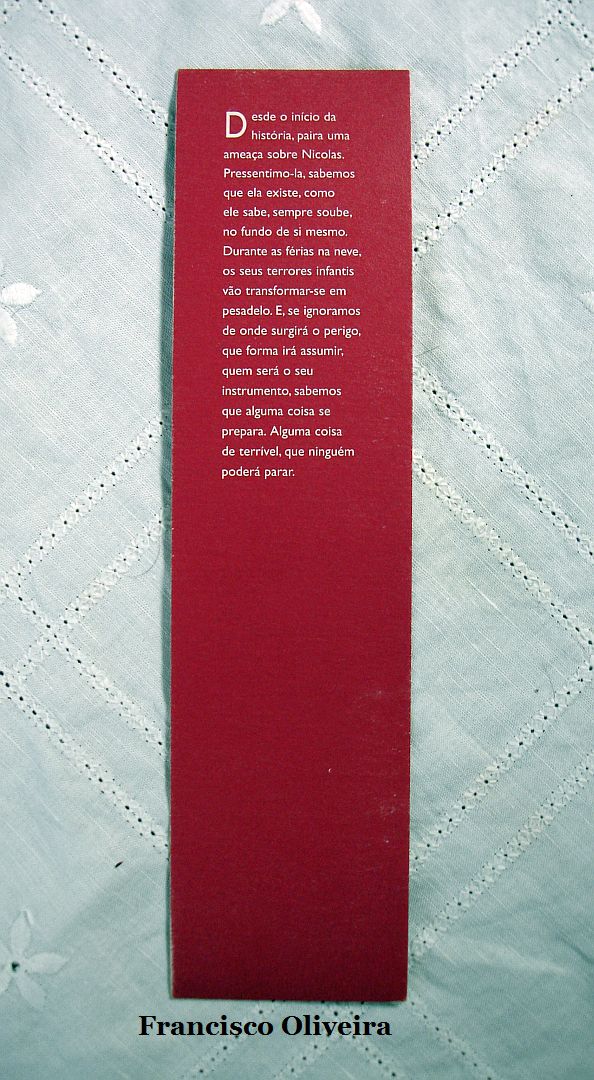 Desde o início da
história, paira uma
ameaça sobre Nicolas.
Pressentimo-la, sabemos
que ela existe, como
ele sabe, sempre soube,
no fundo de si mesmo.
Durante as férias na neve,
os seus terrores infantis
vão transformar-se em
pesadelo. E, se ignoramos
de onde surgirá o perigo,
que forma irá assumir,
quem será o seu
instrumento, sabemos
que alguma coisa se
prepara. Alguma coisa
de terrível, que ninguém
poderá parar.
Francisco Oliveira